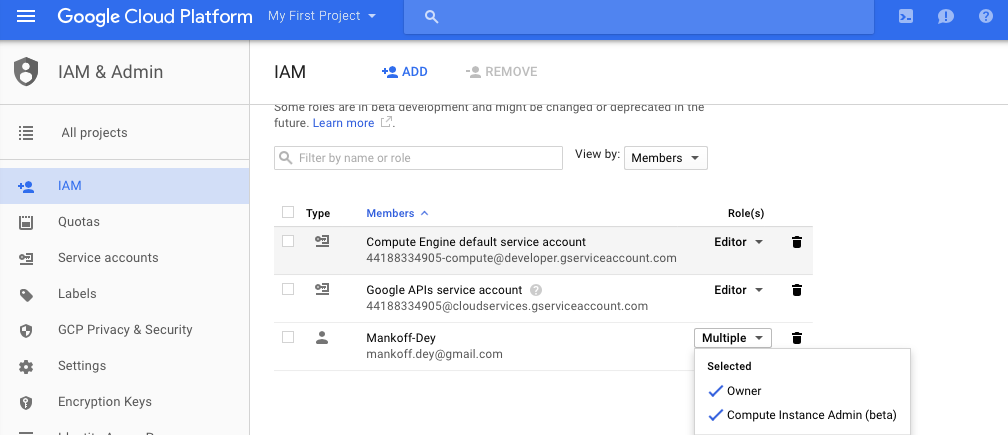 Google Cloud Platform My First Project
IAM & Admin
IAM ADD REMOVE
Some roles are in beta development and might be changed or deprecated in the
future. Learn more .
All projects
Filter by name or role View by: Members
IAM
Quotas
Service accounts
Labels
GCP Privacy & Security
Settings
Encryption Keys
Type Members Role(s)
Compute Engine default service account Editor
44188334905-compute@developer.gserviceaccount.com
Google APIs service account Editor
44188334905@cloudservices.gserviceaccount.com
Mankoff-Dey Multiple
mankoff.dey@gmail.com
Selected
Owner
Compute Instance Admin (beta)